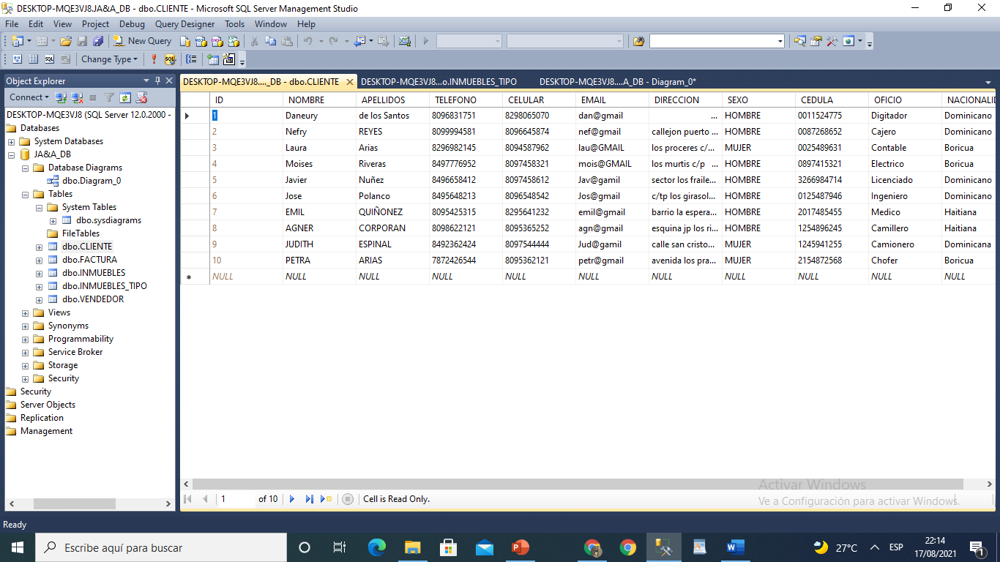 DESKTOP-MQE3VJ8.JA&A_DB - dbo.CLIENTE - Microsoft SQL Server Management Studio
File Edit View Project Debug Query Designer Tools Window Help
New Query
Change Type
Object Explorer
Connect
DESKTOP-MQE3VJ8 (SQL Server 12.0.2000 -
Databases
System Databases
JA&A_DB
Database Diagrams
dbo.Diagram_0
Tables
System Tables
dbo.sysdiagrams
FileTables
dbo.CLIENTE
dbo.FACTURA
dbo.INMUEBLES
dbo.INMUEBLES_TIPO
dbo.VENDEDOR
Views
Synonyms
Programmability
Service Broker
Storage
Security
Security
Server Objects
Replication
Management
DESKTOP-MQE3VJ8...._DB - dbo.CLIENTE DESKTOP-MQE3VJ8...o.INMUEBLES_TIPO DESKTOP-MQE3VJ8....A_DB - Diagram_0*
ID NOMBRE APELLIDOS TELEFONO CELULAR EMAIL DIRECCION SEXO CEDULA OFICIO NACIONALID
1 Daneury de los Santos 8096831751 8298065070 dan@gmail ... HOMBRE 0011524775 Digitador Dominicano
2 Nefry REYES 8099994581 8096645874 nef@gmail callejon puerto ... HOMBRE 0087268652 Cajero Dominicano
3 Laura Arias 8296982145 8094587962 lau@GMAIL los proceres c/... MUJER 0025489631 Contable Boricua
4 Moises Riveras 8497776952 8097458321 mois@GMAIL los murtis c/p ... HOMBRE 0897415321 Electrico Boricua
5 Javier Nuñez 8496658412 8097458612 Jav@gamil sector los fraile... HOMBRE 3266984714 Licenciado Dominicano
6 Jose Polanco 8495648213 8096548542 Jos@gmail c/tp los girasol... HOMBRE 0125487946 Ingeniero Dominicano
7 EMIL QUIÑONEZ 8095425315 8295641232 emil@gmail barrio la espera... HOMBRE 2017485455 Medico Haitiana
8 AGNER CORPORAN 8098622121 8095365252 agn@gmail esquina jp los ri... HOMBRE 1254896245 Camillero Haitiana
9 JUDITH ESPINAL 8492362424 8097544444 Jud@gamil calle san cristo... MUJER 1245941255 Camionero Dominicana
10 PETRA ARIAS 7872426544 8095362121 petr@gmail avenida los pra... MUJER 2154872568 Chofer Boricua
NULL NULL NULL NULL NULL NULL NULL NULL NULL NULL NULL
1 of 10 Cell is Read Only.
Activar Windows
Ve a Configuración para activar Windows.
Ready
Escribe aquí para buscar
27°C ESP
22:14
17/08/2021
1